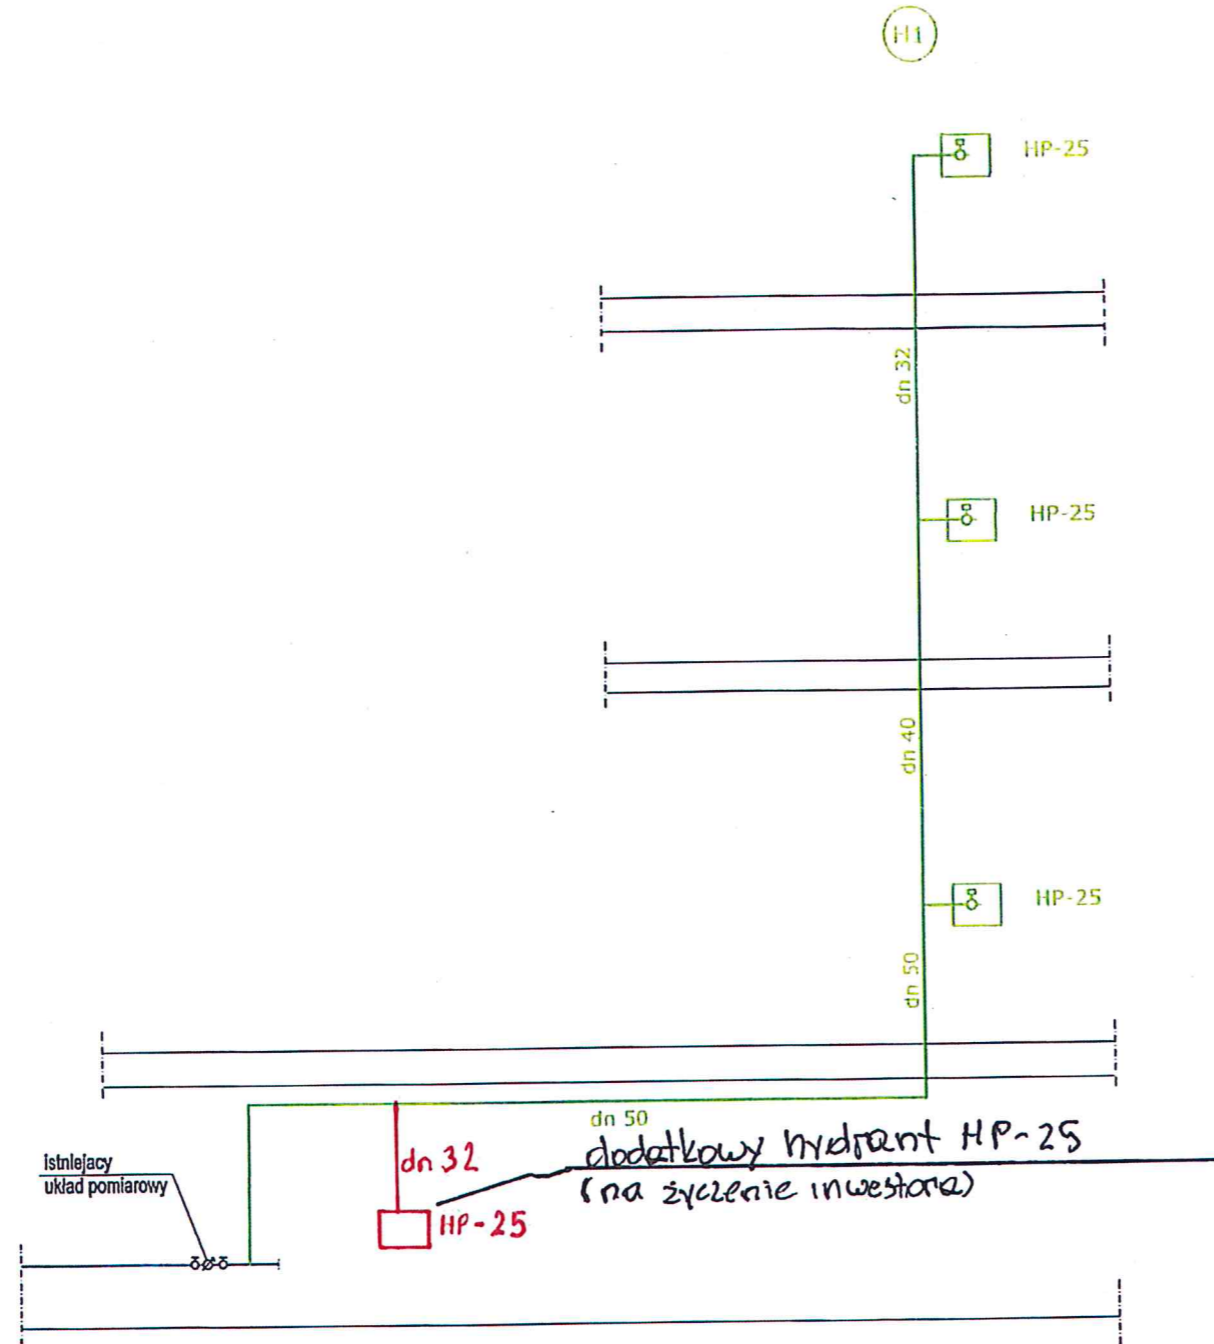 H1
HP-25
dn 32
HP-25
dn 40
HP-25
dn 50
dn 50
dodatkowy hydrant HP-25
(na życzenie inwestora)
dn 32
HP-25
istniejacy
układ pomiarowy